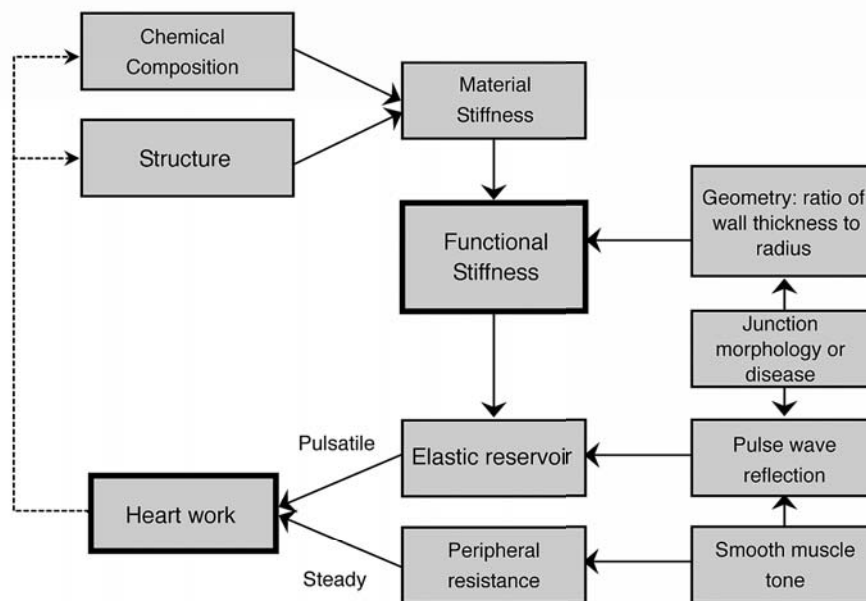 Chemical
Composition
Structure
Material
Stiffness
Functional
Stiffness
Geometry: ratio of
wall thickness to
radius
Junction
morphology or
disease
Pulsatile
Elastic reservoir
Pulse wave
reflection
Heart work
Steady
Peripheral
resistance
Smooth muscle
tone